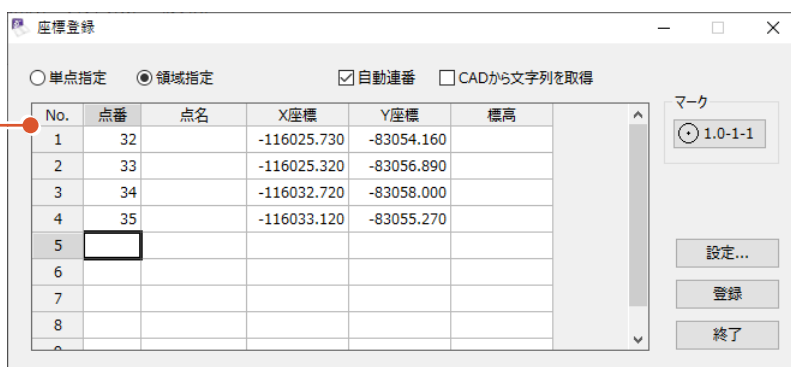 座標登録
単点指定 領域指定 自動連番 CADから文字列を取得
マーク
1.0-1-1
No. 点番 点名 X座標 Y座標 標高
1 32 -116025.730 -83054.160
2 33 -116025.320 -83056.890
3 34 -116032.720 -83058.000
4 35 -116033.120 -83055.270
5
6
7
8
設定...
登録
終了